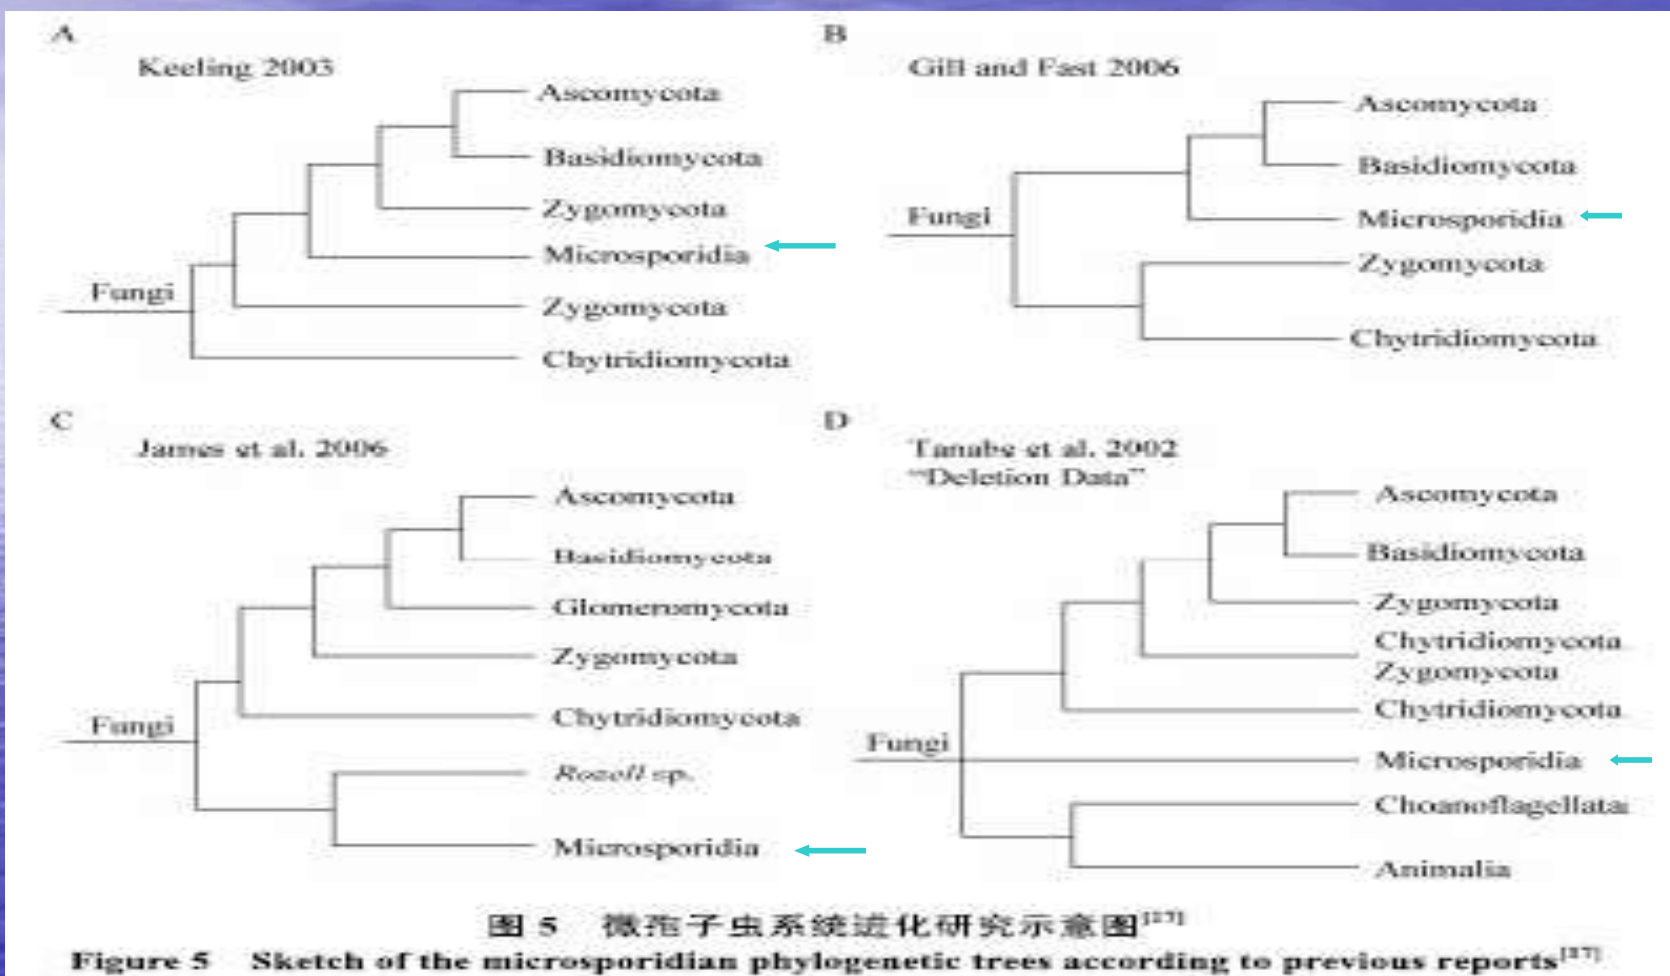 A
Keeling 2003
Ascomycota
Basidiomycota
Zygomycota
Microsporidia
Fungi
Zygomycota
Chytridiomycota
B
Gill and Fast 2006
Ascomycota
Basidiomycota
Fungi
Microsporidia
Zygomycota
Chytridiomycota
C
James et al. 2006
Ascomycota
Basidiomycota
Glomeromycota
Zygomycota
Chytridiomycota
Fungi
Rozell sp.
Microsporidia
D
Tanabe et al. 2002
“Deletion Data”
Ascomycota
Basidiomycota
Zygomycota
Chytridiomycota
Zygomycota
Chytridiomycota
Fungi
Microsporidia
Choanoflagellata
Animalia
图 5 微孢子虫系统进化研究示意图
Figure 5 Sketch of the microsporidian phylogenetic trees according to previous reports